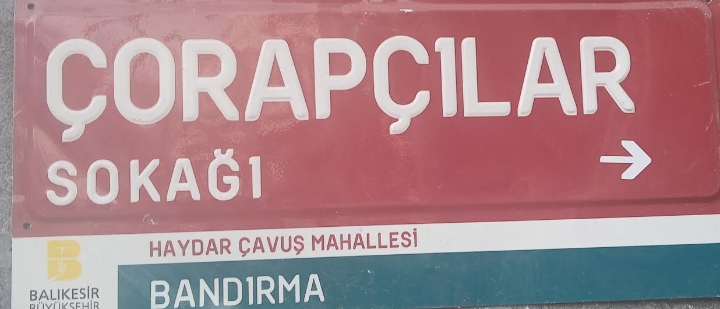 ÇORAPÇILAR
SOKAĞI
HAYDAR ÇAVUŞ MAHALLESİ
BANDIRMA
BALIKESİR
BÜYÜKŞEHİR